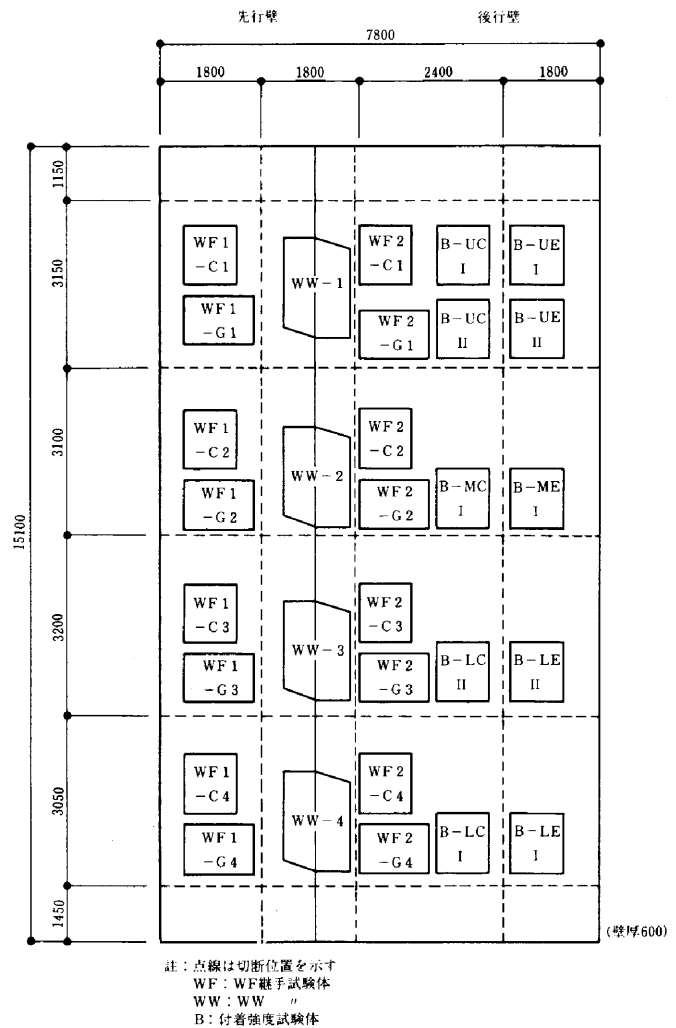 先行壁 後行壁
7800
1800 1800 2400 1800
1150
3150
3100
3200
3050
1450
15100
WF1
-C1
WF1
-G1
WW-1
WF2
-C1
WF2
-G1
B-UC
I
B-UE
I
B-UC
II
B-UE
II
WF1
-C2
WF1
-G2
WW-2
WF2
-C2
WF2
-G2
B-MC
I
B-ME
I
WF1
-C3
WF1
-G3
WW-3
WF2
-C3
WF2
-G3
B-LC
II
B-LE
II
WF1
-C4
WF1
-G4
WW-4
WF2
-C4
WF2
-G4
B-LC
I
B-LE
I
(壁厚600)
註:点線は切断位置を示す
WF:WF継手試験体
WW:WW 〃
B:付着強度試験体